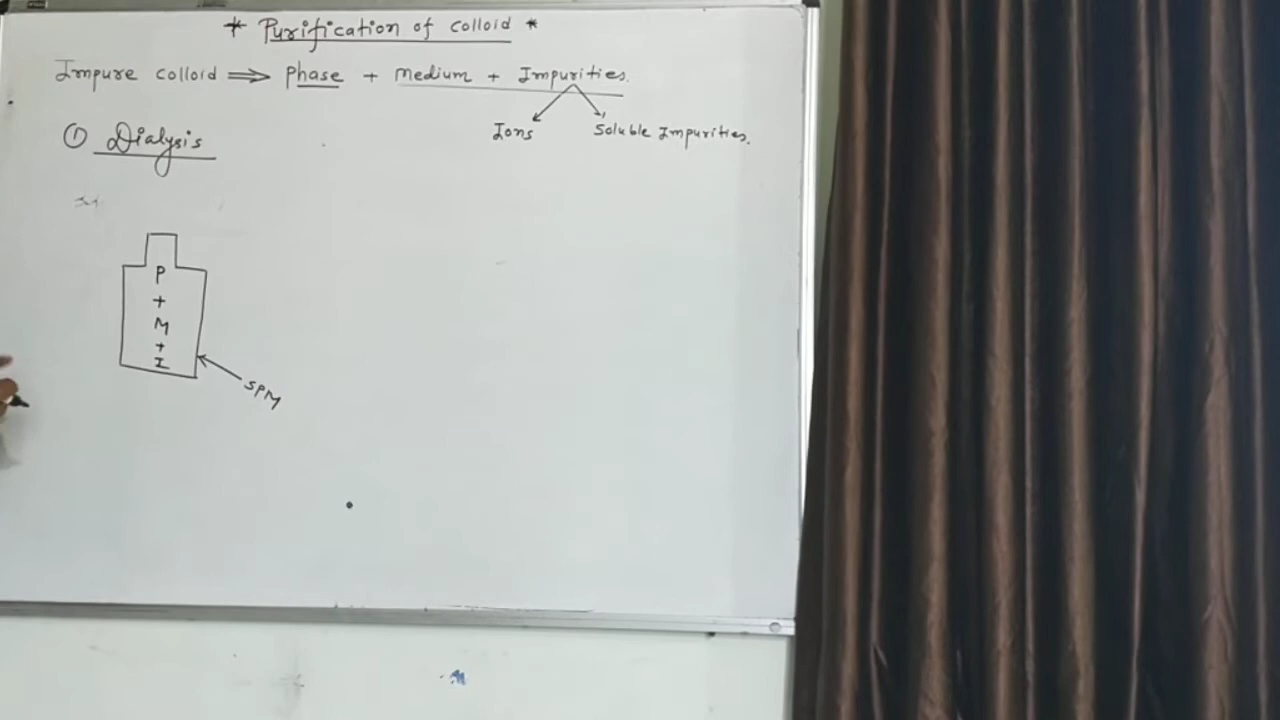 * Purification of colloid *
Impure colloid ⇒ Phase + Medium + Impurities.
Ions
Soluble Impurities.
① Dialysis
P
+
M
+
I
SPM